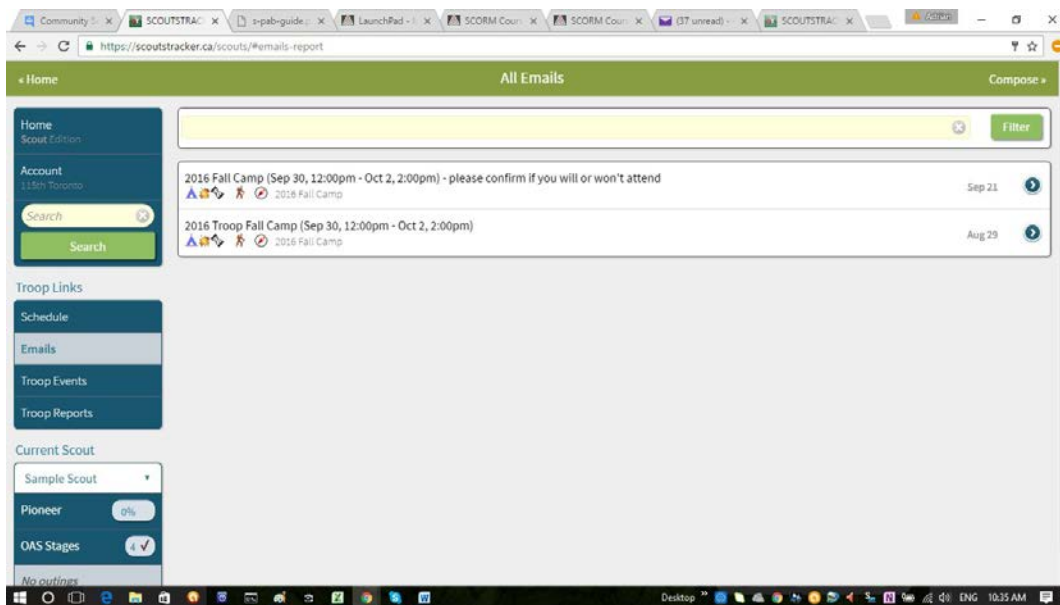 Community S
SCOUTSTRAC
s-pab-guide.p
LaunchPad -
SCORM Cour
SCORM Cour
(37 unread) -
SCOUTSTRAC
https://scoutstracker.ca/scouts/#emails-report
« Home
All Emails
Compose »
Home
Scout Edition
Filter
Account
115th Toronto
Search
Search
2016 Fall Camp (Sep 30, 12:00pm - Oct 2, 2:00pm) - please confirm if you will or won't attend
2016 Fall Camp
Sep 21
2016 Troop Fall Camp (Sep 30, 12:00pm - Oct 2, 2:00pm)
2016 Fall Camp
Aug 29
Troop Links
Schedule
Emails
Troop Events
Troop Reports
Current Scout
Sample Scout
Pioneer
0%
OAS Stages
4 ✓
No outings
Desktop
ENG
10:35 AM